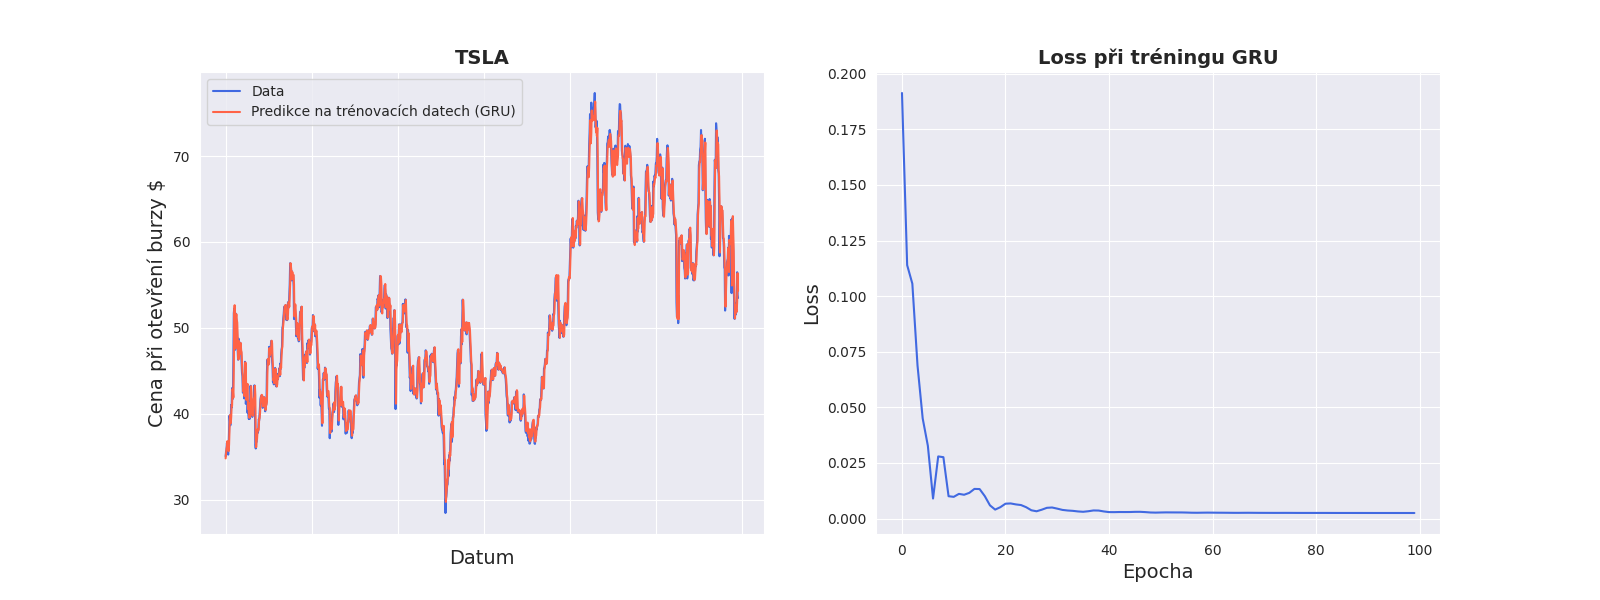 TSLA
Data
Predikce na trénovacích datech (GRU)
70
60
50
40
30
Cena při otevření burzy $
Datum
Loss při tréningu GRU
0.200
0.175
0.150
0.125
0.100
0.075
0.050
0.025
0.000
Loss
0
20
40
60
80
100
Epocha